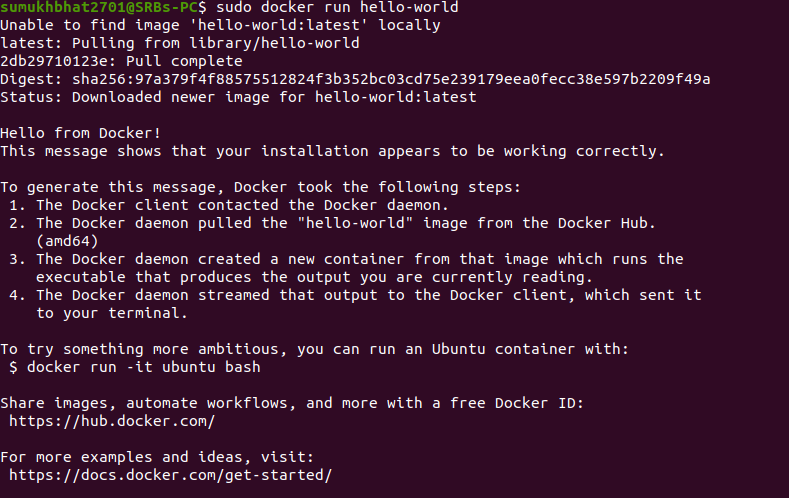 sumukhbhat2701@SRBs-PC$ sudo docker run hello-world
Unable to find image 'hello-world:latest' locally
latest: Pulling from library/hello-world
2db29710123e: Pull complete
Digest: sha256:97a379f4f88575512824f3b352bc03cd75e239179eea0fecc38e597b2209f49a
Status: Downloaded newer image for hello-world:latest

Hello from Docker!
This message shows that your installation appears to be working correctly.

To generate this message, Docker took the following steps:
 1. The Docker client contacted the Docker daemon.
 2. The Docker daemon pulled the "hello-world" image from the Docker Hub.
    (amd64)
 3. The Docker daemon created a new container from that image which runs the
    executable that produces the output you are currently reading.
 4. The Docker daemon streamed that output to the Docker client, which sent it
    to your terminal.

To try something more ambitious, you can run an Ubuntu container with:
 $ docker run -it ubuntu bash

Share images, automate workflows, and more with a free Docker ID:
 https://hub.docker.com/

For more examples and ideas, visit:
 https://docs.docker.com/get-started/